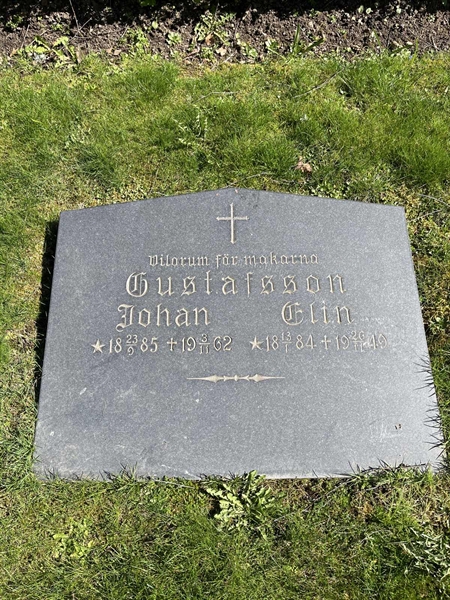 Vilorum för makarna
Gustafsson
Johan Elin
★ 18 23/9 85 ✝ 19 6/11 62 ★ 18 13/1 84 ✝ 19 26/11 49